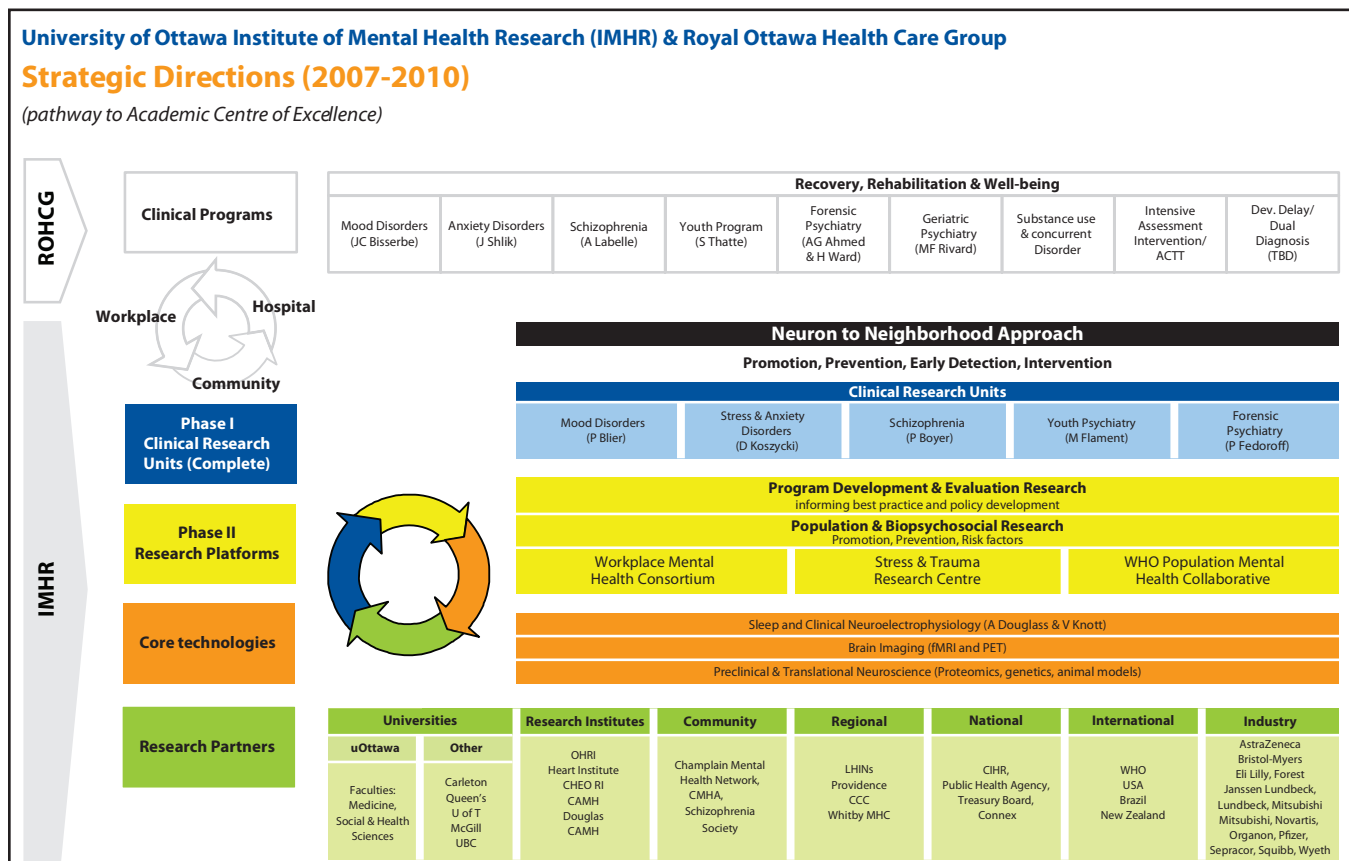 University of Ottawa Institute of Mental Health Research (IMHR) & Royal Ottawa Health Care Group
Strategic Directions (2007-2010)
(pathway to Academic Centre of Excellence)
ROHCG
Clinical Programs
Recovery, Rehabilitation & Well-being
Mood Disorders
(JC Bisserbe)
Anxiety Disorders
(J Shlik)
Schizophrenia
(A Labelle)
Youth Program
(S Thatte)
Forensic
Psychiatry
(AG Ahmed
& H Ward)
Geriatric
Psychiatry
(MF Rivard)
Substance use
& concurrent
Disorder
Intensive
Assessment
Intervention/
ACTT
Dev. Delay/
Dual
Diagnosis
(TBD)
Workplace
Hospital
Community
IMHR
Neuron to Neighborhood Approach
Promotion, Prevention, Early Detection, Intervention
Phase I
Clinical Research
Units (Complete)
Clinical Research Units
Mood Disorders
(P Blier)
Stress & Anxiety
Disorders
(D Koszycki)
Schizophrenia
(P Boyer)
Youth Psychiatry
(M Flament)
Forensic
Psychiatry
(P Fedoroff)
Phase II
Research Platforms
Program Development & Evaluation Research
informing best practice and policy development
Population & Biopsychosocial Research
Promotion, Prevention, Risk factors
Workplace Mental
Health Consortium
Stress & Trauma
Research Centre
WHO Population Mental
Health Collaborative
Core technologies
Sleep and Clinical Neuroelectrophysiology (A Douglass & V Knott)
Brain Imaging (fMRI and PET)
Preclinical & Translational Neuroscience (Proteomics, genetics, animal models)
Research Partners
Universities
uOttawa
Faculties:
Medicine,
Social & Health
Sciences
Other
Carleton
Queen's
U of T
McGill
UBC
Research Institutes
OHRI
Heart Institute
CHEO RI
CAMH
Douglas
CAMH
Community
Champlain Mental
Health Network,
CMHA,
Schizophrenia
Society
Regional
LHINs
Providence
CCC
Whitby MHC
National
CIHR,
Public Health Agency,
Treasury Board,
Connex
International
WHO
USA
Brazil
New Zealand
Industry
AstraZeneca
Bristol-Myers
Eli Lilly, Forest
Janssen Lundbeck,
Lundbeck, Mitsubishi
Mitsubishi, Novartis,
Organon, Pfizer,
Sepracor, Squibb, Wyeth